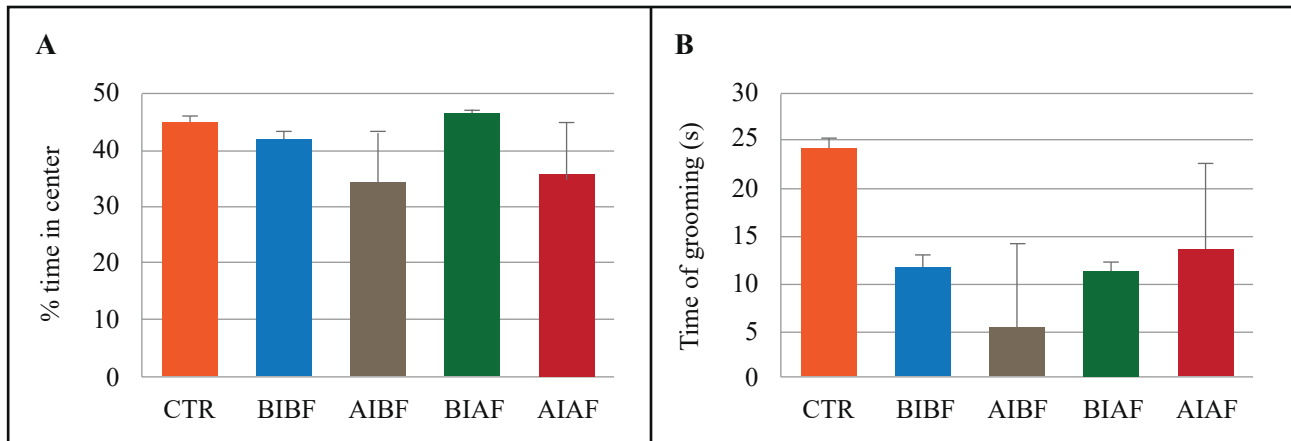 A
% time in center
50
40
30
20
10
0
CTR BIBF AIBF BIAF AIAF
B
Time of grooming (s)
30
25
20
15
10
5
0
CTR BIBF AIBF BIAF AIAF